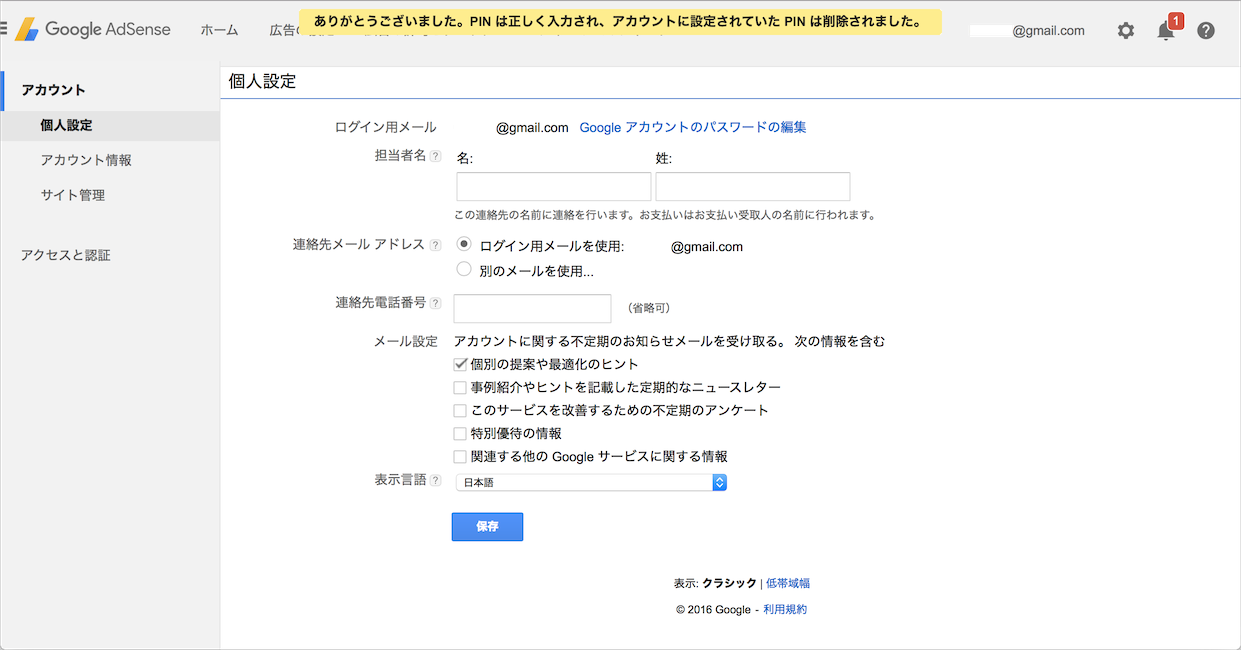 ありがとうございました。PIN は正しく入力され、アカウントに設定されていた PIN は削除されました。
Google AdSense ホーム 広告 @gmail.com 1
アカウント
個人設定
アカウント情報
サイト管理
アクセスと認証
個人設定
ログイン用メール @gmail.com Google アカウントのパスワードの編集
担当者名 ? 名: 姓:
この連絡先の名前に連絡を行います。お支払いはお支払い受取人の名前に行われます。
連絡先メール アドレス ? ログイン用メールを使用: @gmail.com
別のメールを使用...
連絡先電話番号 ? (省略可)
メール設定 アカウントに関する不定期のお知らせメールを受け取る。 次の情報を含む
個別の提案や最適化のヒント
事例紹介やヒントを記載した定期的なニュースレター
このサービスを改善するための不定期のアンケート
特別優待の情報
関連する他の Google サービスに関する情報
表示言語 ? 日本語
保存
表示: クラシック | 低帯域幅
© 2016 Google - 利用規約